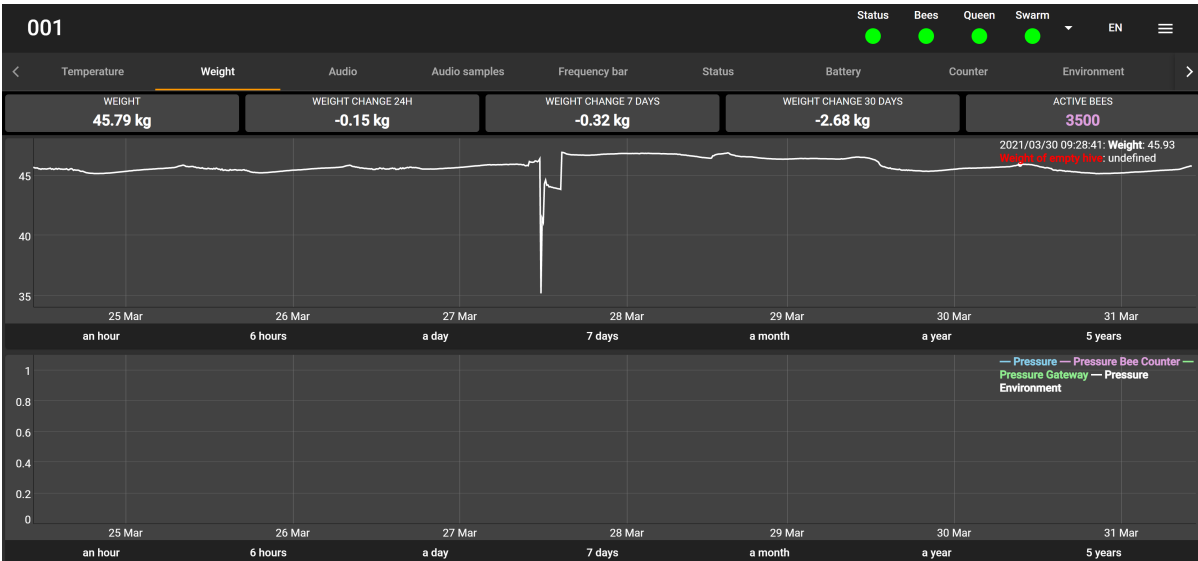 001
Status Bees Queen Swarm
EN
Temperature Weight Audio Audio samples Frequency bar Status Battery Counter Environment
WEIGHT WEIGHT CHANGE 24H WEIGHT CHANGE 7 DAYS WEIGHT CHANGE 30 DAYS ACTIVE BEES
45.79 kg -0.15 kg -0.32 kg -2.68 kg 3500
2021/03/30 09:28:41: Weight: 45.93
Weight of empty hive: undefined
45
40
35
25 Mar 26 Mar 27 Mar 28 Mar 29 Mar 30 Mar 31 Mar
an hour 6 hours a day 7 days a month a year 5 years
— Pressure — Pressure Bee Counter —
Pressure Gateway — Pressure
Environment
1
0.8
0.6
0.4
0.2
0
25 Mar 26 Mar 27 Mar 28 Mar 29 Mar 30 Mar 31 Mar
an hour 6 hours a day 7 days a month a year 5 years